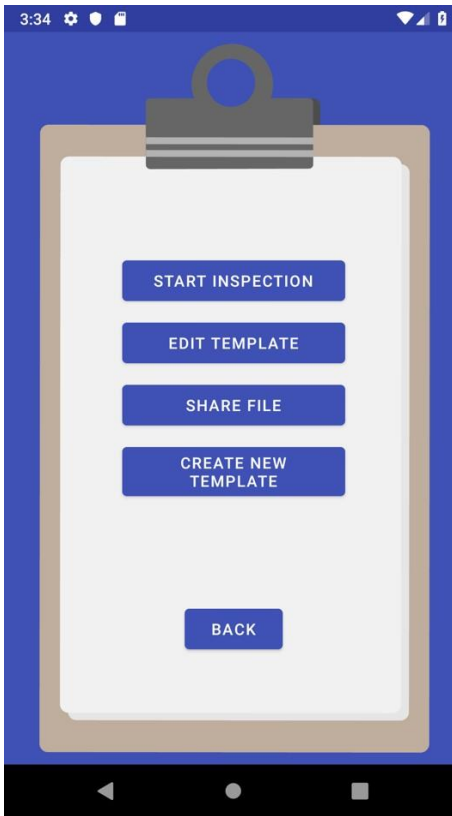 3:34
START INSPECTION
EDIT TEMPLATE
SHARE FILE
CREATE NEW
TEMPLATE
BACK